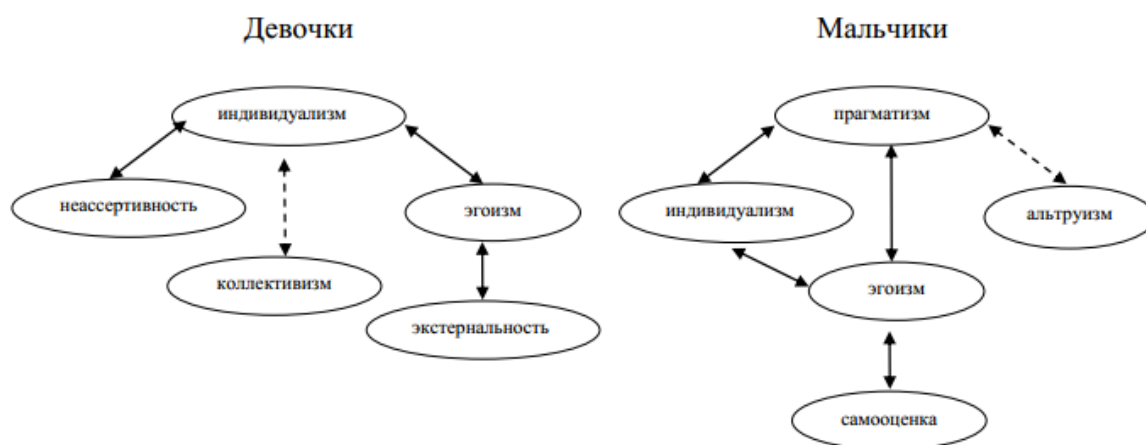 Девочки
Мальчики
индивидуализм
прагматизм
неассертивность
эгоизм
индивидуализм
альтруизм
коллективизм
эгоизм
экстернальность
самооценка